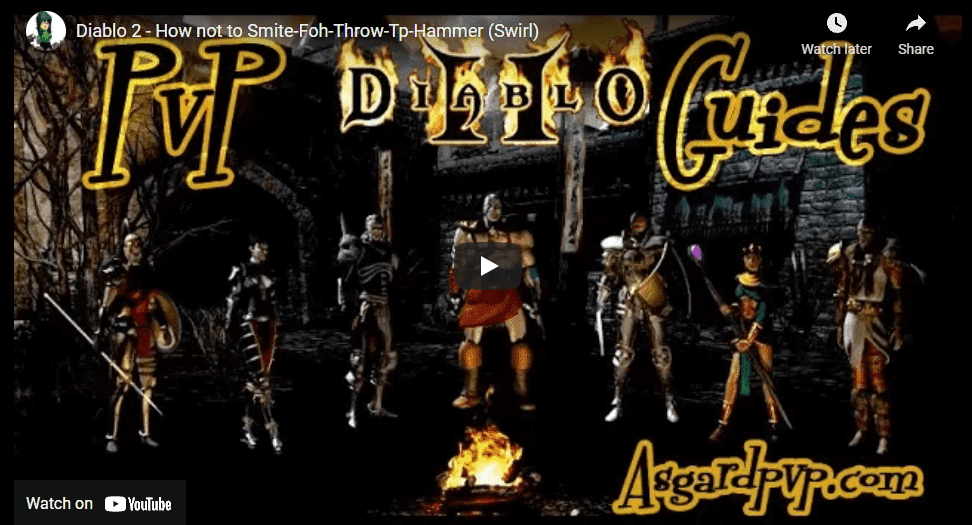 Diablo 2 - How not to Smite-Foh-Throw-Tp-Hammer (Swirl)
Watch later
Share
PvP
Diablo II
Guides
Asgardpvp.com
Watch on YouTube